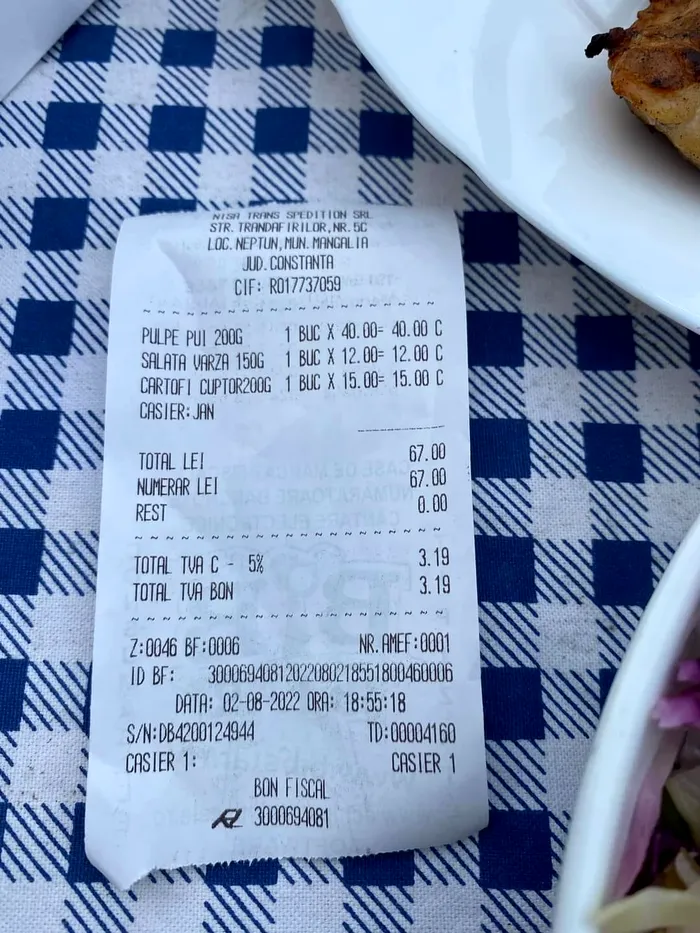 NISA TRANS SPEDITION SRL
STR. TRANDAFIRILOR, NR. 5C
LOC. NEPTUN, MUN. MANGALIA
JUD. CONSTANTA
CIF: RO17737059
PULPE PUI 200G 1 BUC X 40.00= 40.00 C
SALATA VARZA 150G 1 BUC X 12.00= 12.00 C
CARTOFI CUPTOR200G 1 BUC X 15.00= 15.00 C
CASIER: JAN
TOTAL LEI 67.00
NUMERAR LEI 67.00
REST 0.00
TOTAL TVA C - 5% 3.19
TOTAL TVA BON 3.19
Z:0046 BF:0006 NR. AMEF:0001
ID BF: 30006940812022080218551800460006
DATA: 02-08-2022 ORA: 18:55:18
S/N:DB4200124944 TD:00004160
CASIER 1: CASIER 1
BON FISCAL
3000694081